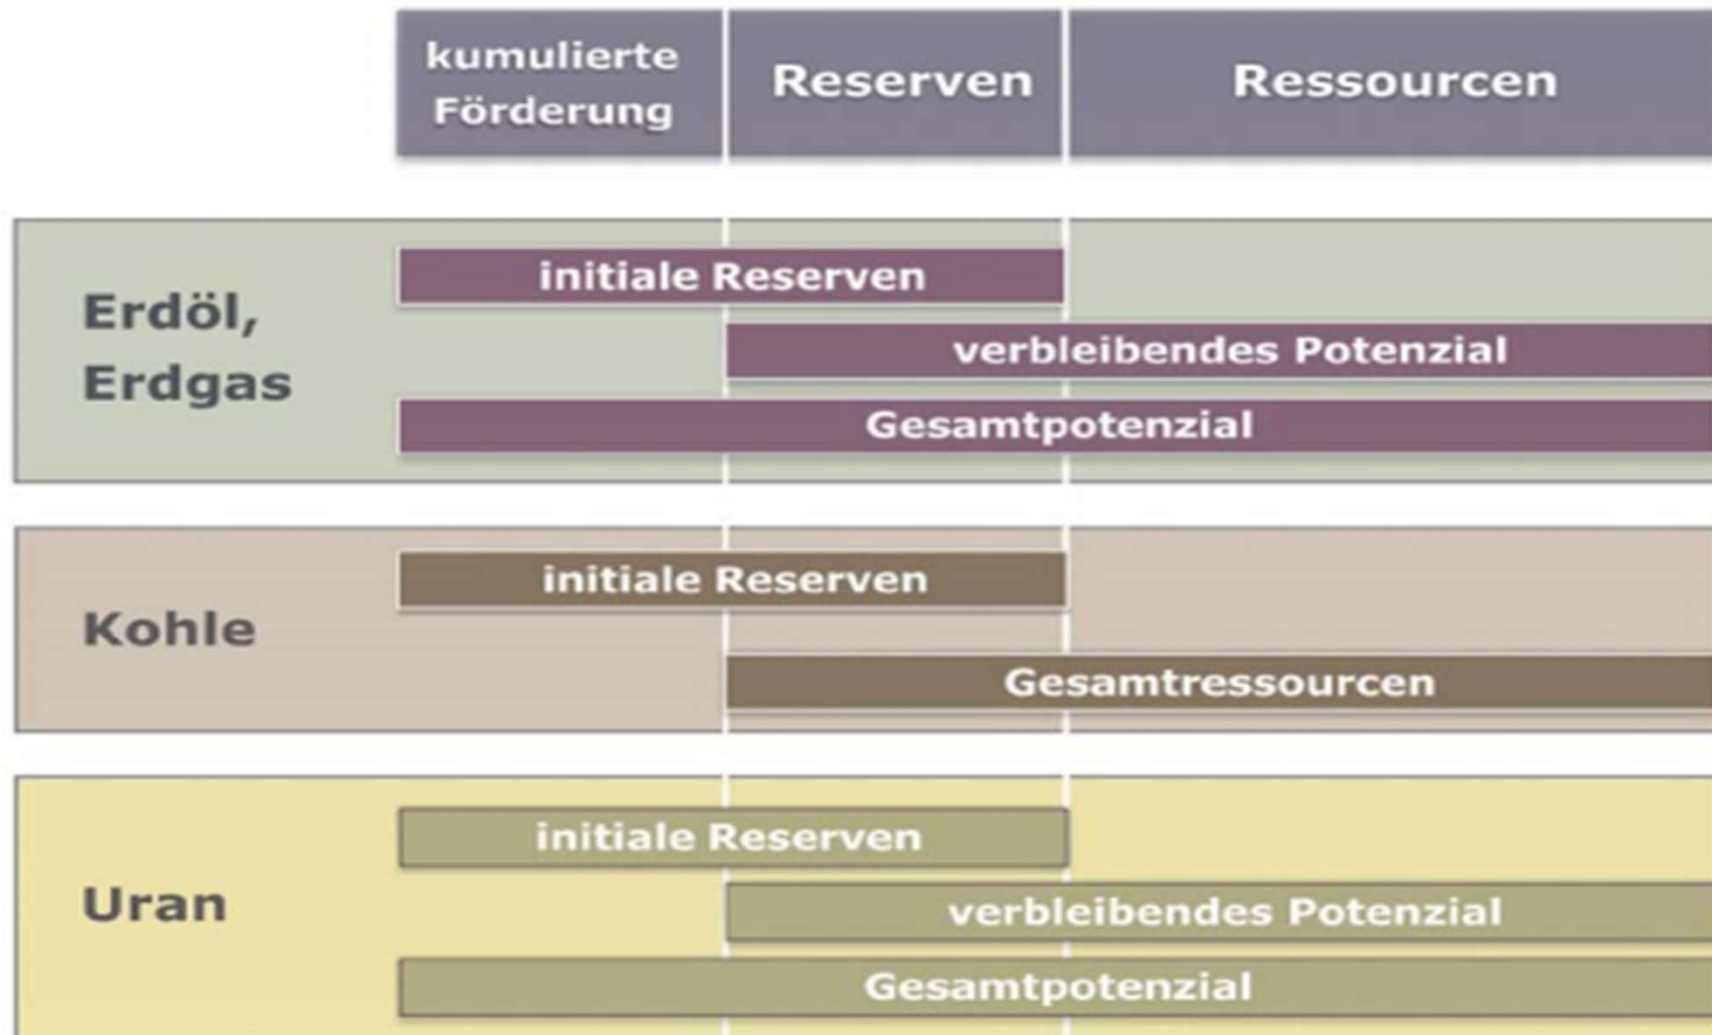 kumulierte
Förderung
Reserven
Ressourcen
Erdöl,
Erdgas
initiale Reserven
verbleibendes Potenzial
Gesamtpotenzial
Kohle
initiale Reserven
Gesamtressourcen
Uran
initiale Reserven
verbleibendes Potenzial
Gesamtpotenzial